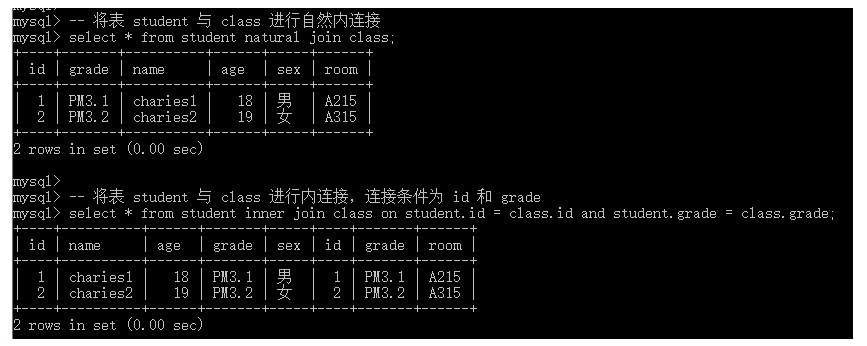 mysql> -- 将表 student 与 class 进行自然内连接
mysql> select * from student natural join class;
+----+-------+----------+------+------+------+
| id | grade | name     | age  | sex  | room |
+----+-------+----------+------+------+------+
|  1 | PM3.1 | charies1 |   18 | 男   | A215 |
|  2 | PM3.2 | charies2 |   19 | 女   | A315 |
+----+-------+----------+------+------+------+
2 rows in set (0.00 sec)
mysql>
mysql> -- 将表 student 与 class 进行内连接，连接条件为 id 和 grade
mysql> select * from student inner join class on student.id = class.id and student.grade = class.grade;
+----+----------+------+-------+------+----+-------+------+
| id | name     | age  | grade | sex  | id | grade | room |
+----+----------+------+-------+------+----+-------+------+
|  1 | charies1 |   18 | PM3.1 | 男   |  1 | PM3.1 | A215 |
|  2 | charies2 |   19 | PM3.2 | 女   |  2 | PM3.2 | A315 |
+----+----------+------+-------+------+----+-------+------+
2 rows in set (0.00 sec)